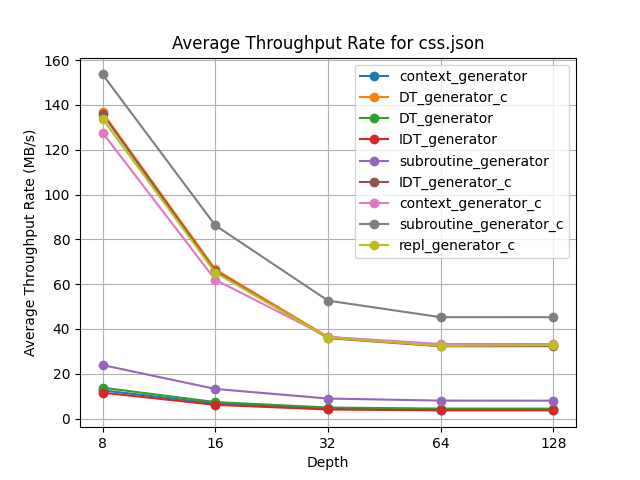 Average Throughput Rate for css.json
Average Throughput Rate (MB/s)
160
140
120
100
80
60
40
20
0
context_generator
DT_generator_c
DT_generator
IDT_generator
subroutine_generator
IDT_generator_c
context_generator_c
subroutine_generator_c
repl_generator_c
8 16 32 64 128
Depth